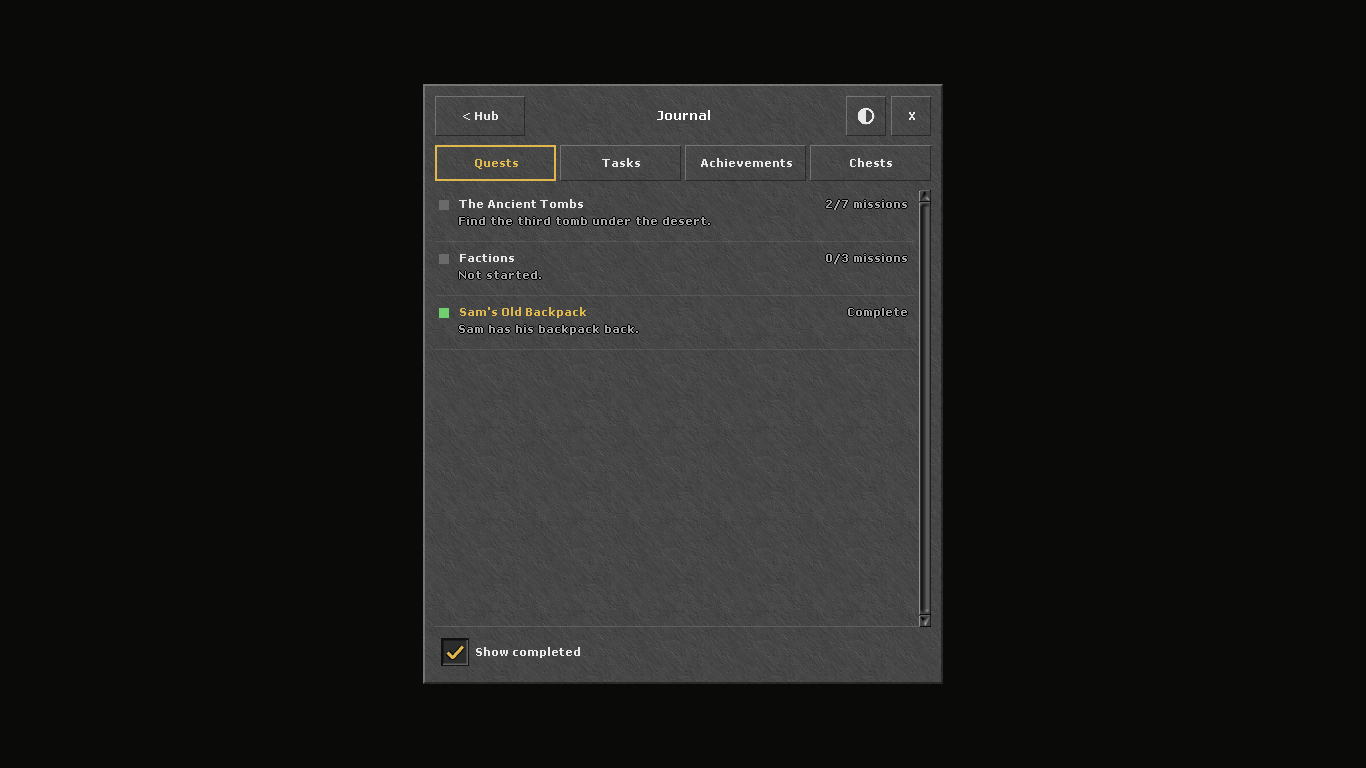 < Hub
Journal
X
Quests
Tasks
Achievements
Chests
The Ancient Tombs
2/7 missions
Find the third tomb under the desert.
Factions
0/3 missions
Not started.
Sam's Old Backpack
Complete
Sam has his backpack back.
Show completed